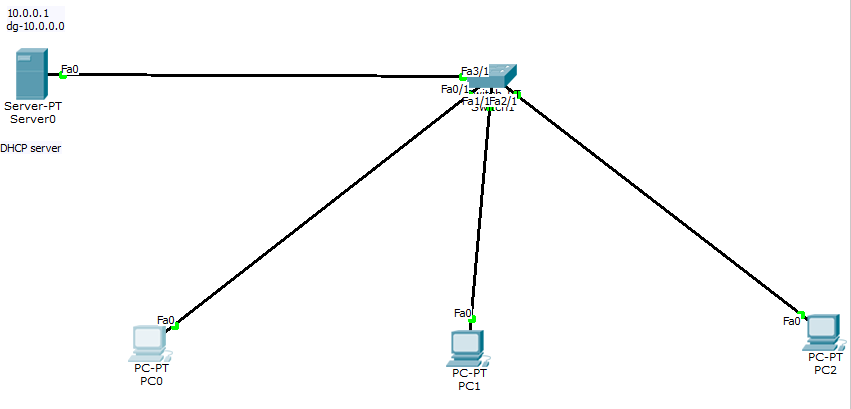 10.0.0.1
dg-10.0.0.0
Fa0
Server-PT
Server0
DHCP server
Fa3/1
Fa0/1
Fa1/1
Fa2/1
Switch1
Fa0
PC-PT
PC0
Fa0
PC-PT
PC1
Fa0
PC-PT
PC2